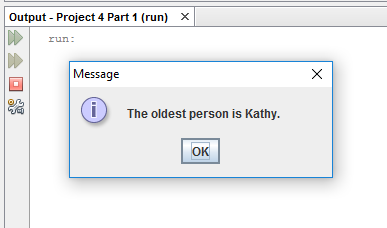 Output - Project 4 Part 1 (run)
run:
Message
The oldest person is Kathy.
OK